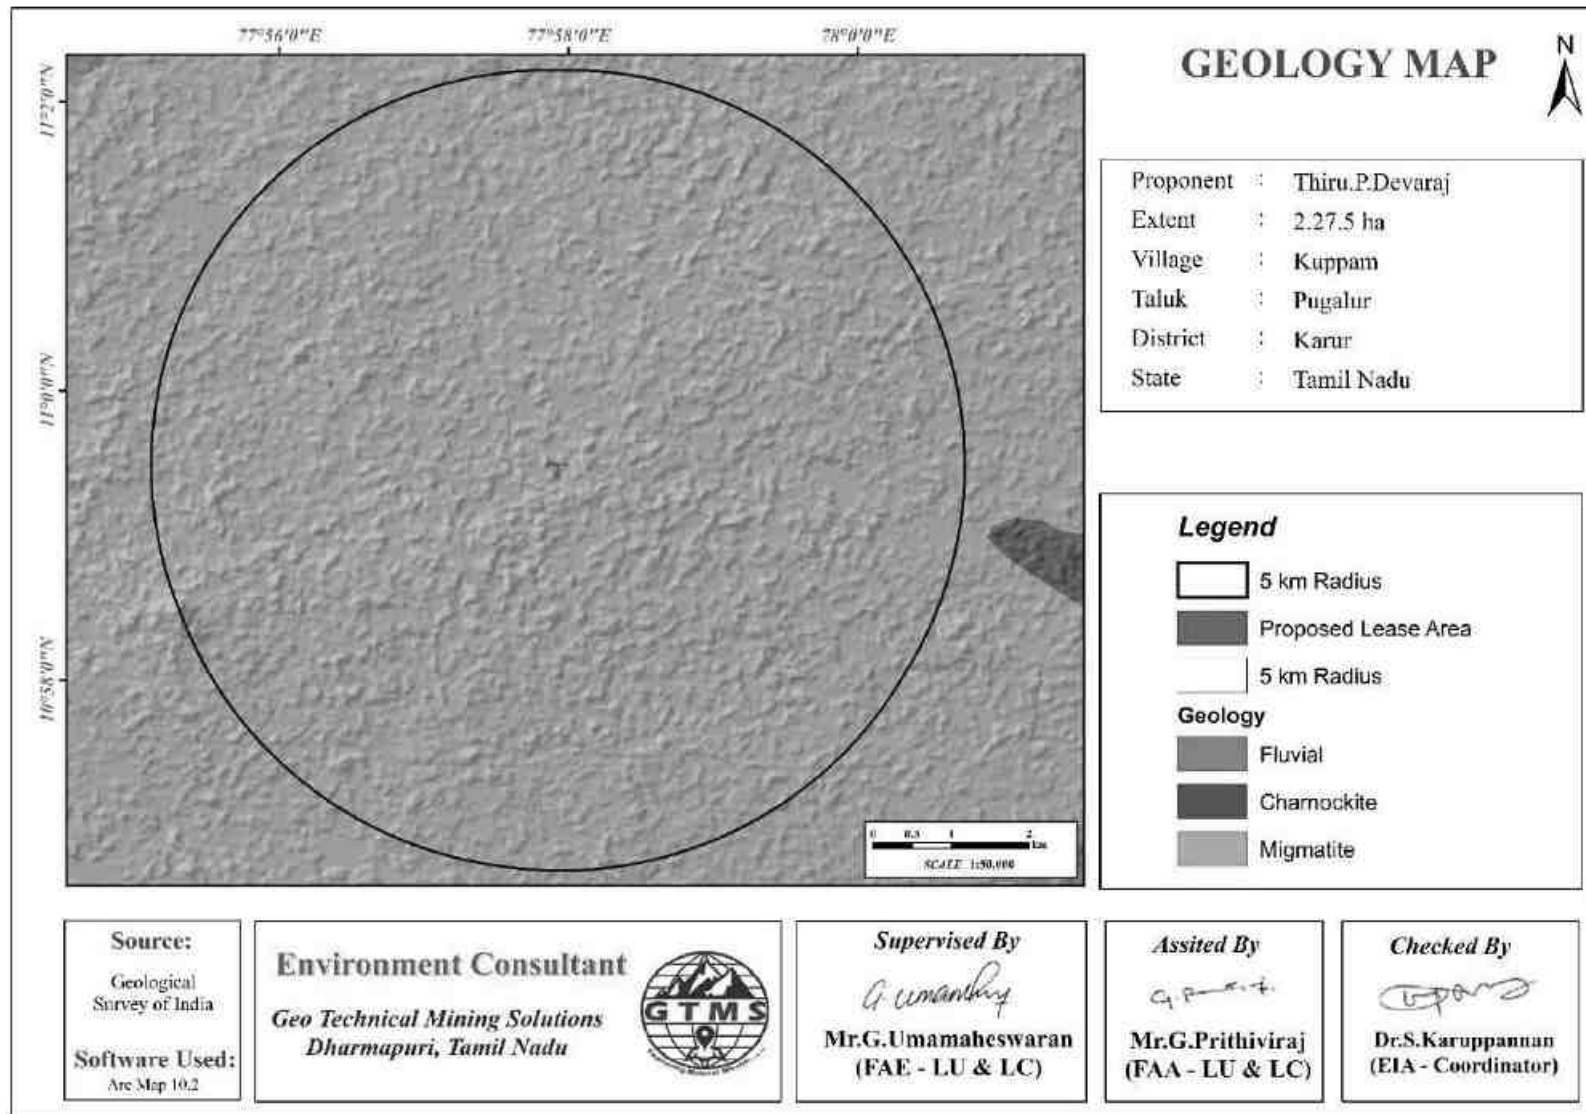 77°56'0"E
77°58'0"E
78°0'0"E
11°2'0"N
11°0'0"N
10°58'0"N
GEOLOGY MAP
N
Proponent : Thiru.P.Devaraj
Extent : 2.27.5 ha
Village : Kuppam
Taluk : Pugalur
District : Karur
State : Tamil Nadu
Legend
5 km Radius
Proposed Lease Area
5 km Radius
Geology
Fluvial
Charnockite
Migmatite
0 0.5 1 2
km
SCALE 1:50,000
Source:
Geological
Survey of India
Software Used:
Arc Map 10.2
Environment Consultant
Geo Technical Mining Solutions
Dharmapuri, Tamil Nadu
GTMS
Supervised By
Mr.G.Umamaheswaran
(FAE - LU & LC)
Assited By
Mr.G.Prithiviraj
(FAA - LU & LC)
Checked By
Dr.S.Karuppannan
(EIA - Coordinator)